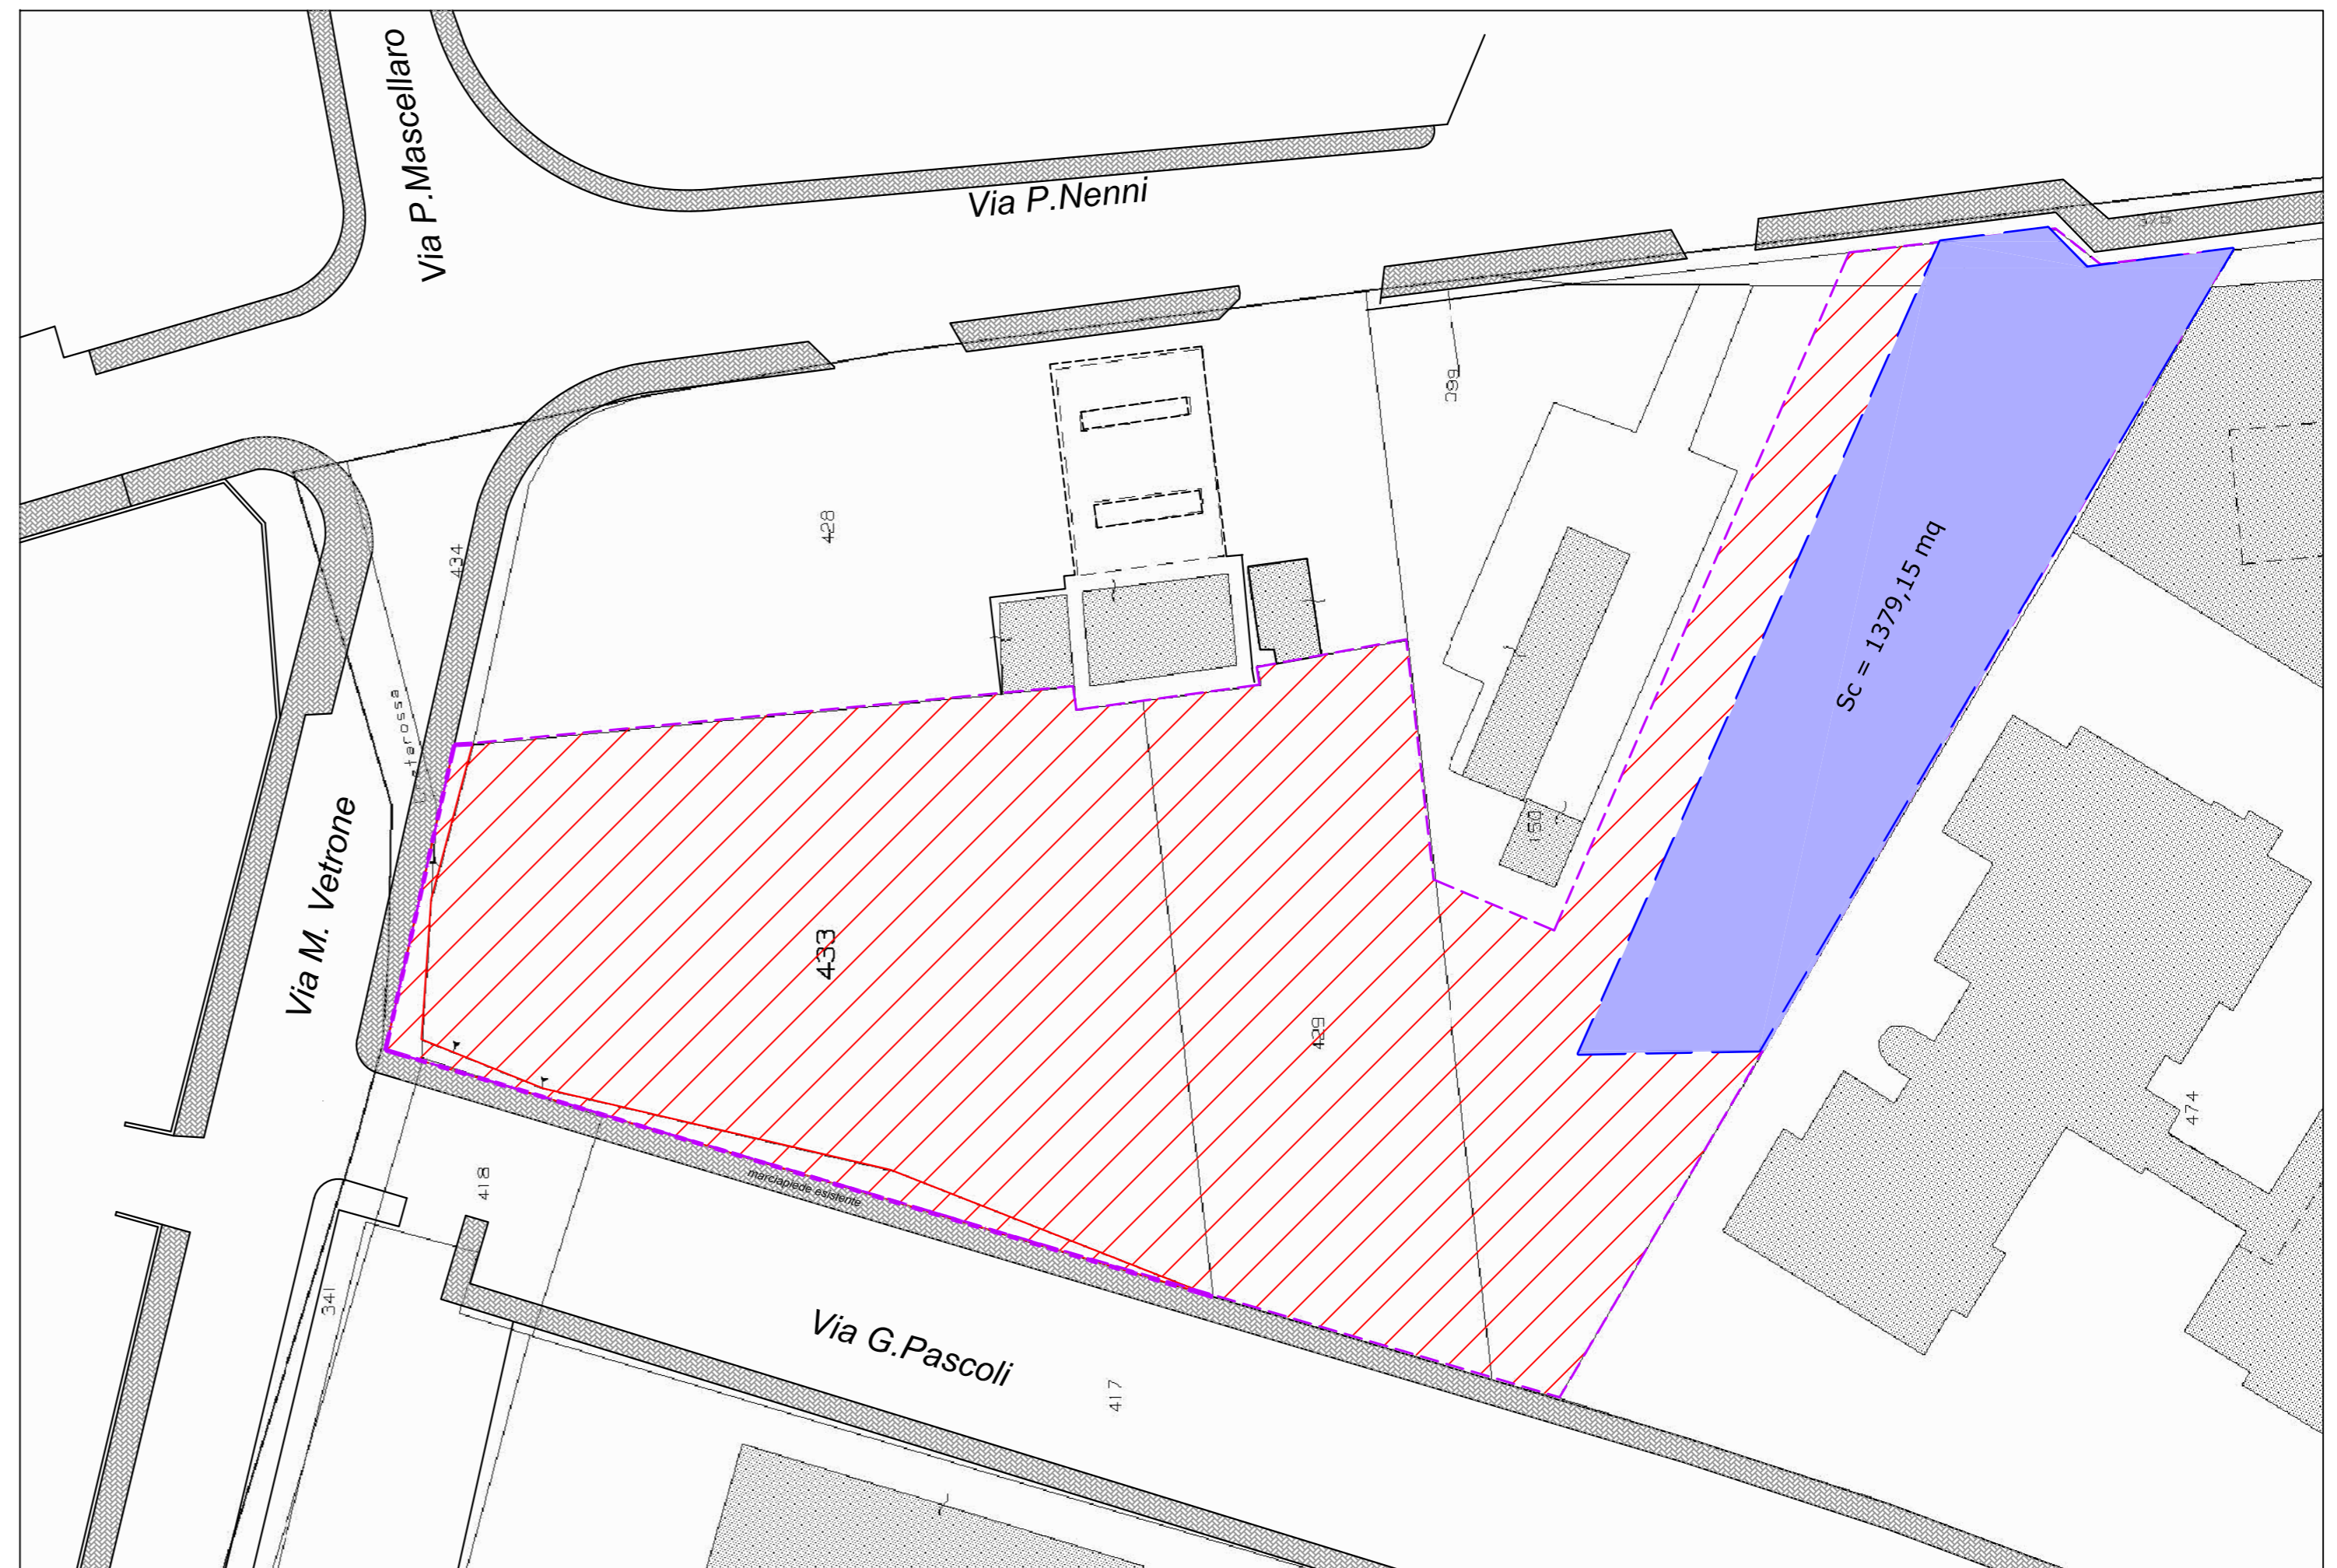 Via P.Mascellaro
Via P.Nenni
399
428
434
Sc = 1379,15 mq
150
Via M. Vetrone
433
429
474
418
marciapiede esistente
341
Via G.Pascoli
417